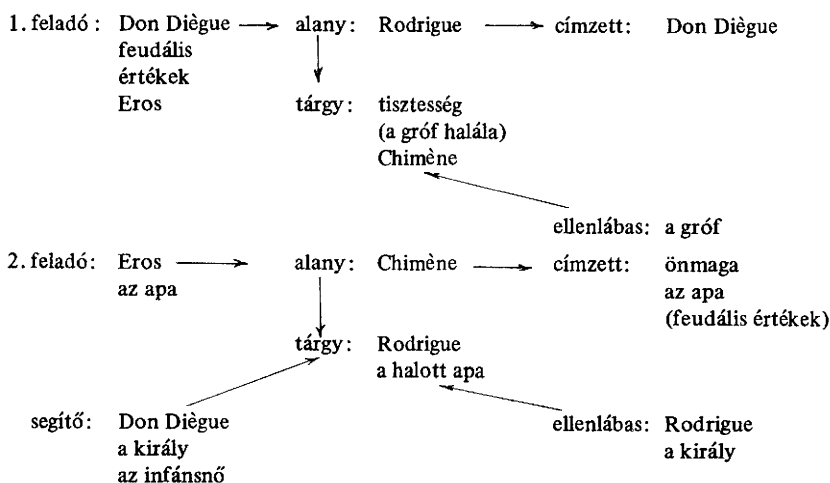 1. feladó : Don Diègue → alany : Rodrigue → címzett : Don Diègue
feudális
értékek
Eros tárgy : tisztesség
(a gróf halála)
Chimène
ellenlábas: a gróf
2. feladó : Eros → alany : Chimène → címzett : önmaga
az apa az apa
(feudális értékek)
tárgy : Rodrigue
a halott apa
segítő : Don Diègue ellenlábas: Rodrigue
a király a király
az infánsnő